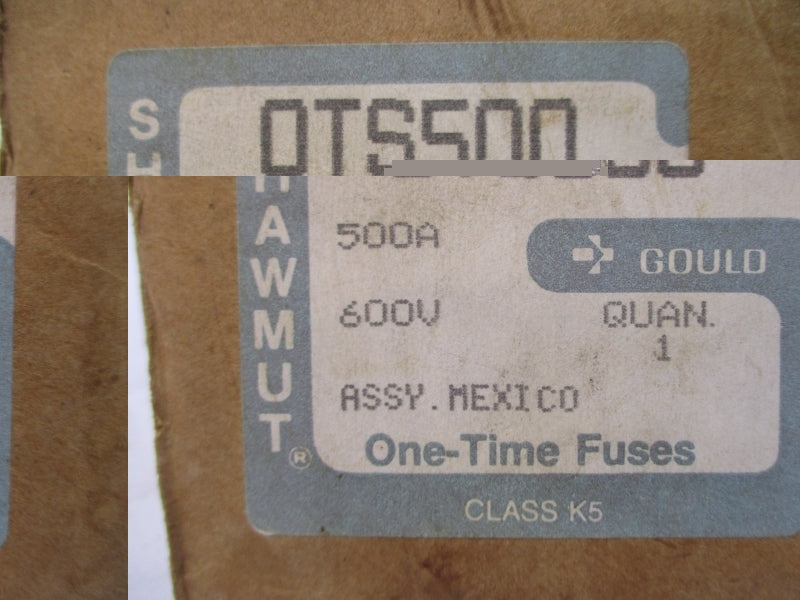 SHAWMUT®
OTS500
500A
GOULD
600V
QUAN.
1
ASSY. MEXICO
One-Time Fuses
CLASS K5